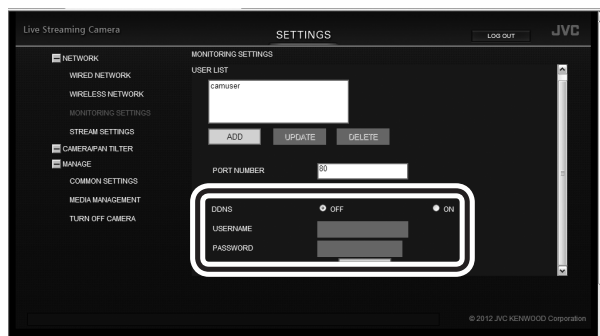 Live Streaming Camera
SETTINGS
LOG OUT
JVC
NETWORK
WIRED NETWORK
WIRELESS NETWORK
MONITORING SETTINGS
STREAM SETTINGS
CAMERA/PAN TILTER
MANAGE
COMMON SETTINGS
MEDIA MANAGEMENT
TURN OFF CAMERA
MONITORING SETTINGS
USER LIST
camuser
ADD UPDATE DELETE
PORT NUMBER 80
DDNS OFF ON
USERNAME
PASSWORD
© 2012 JVC KENWOOD Corporation